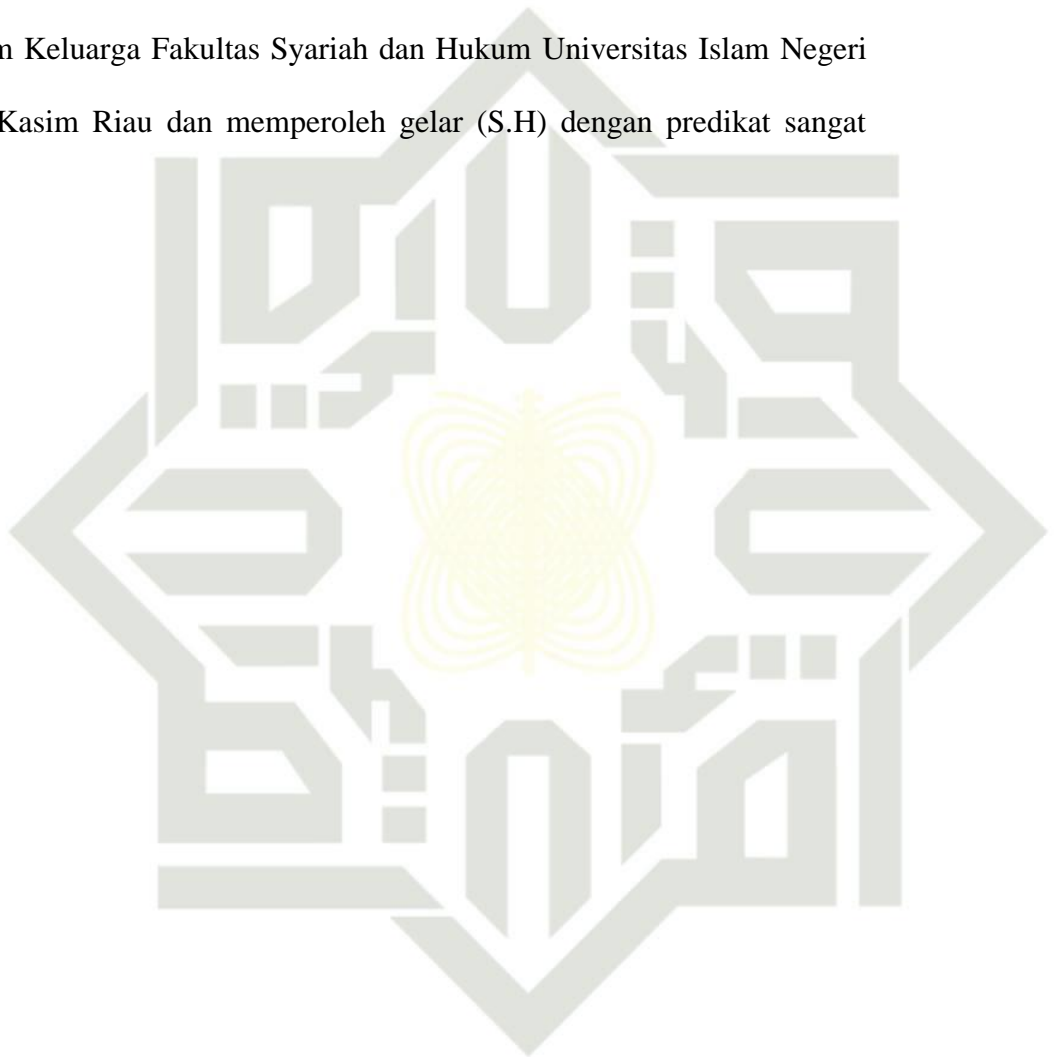 Keluarga Fakultas Syariah dan Hukum Universitas Islam Negeri
Kasim Riau dan memperoleh gelar (S.H) dengan predikat sangat